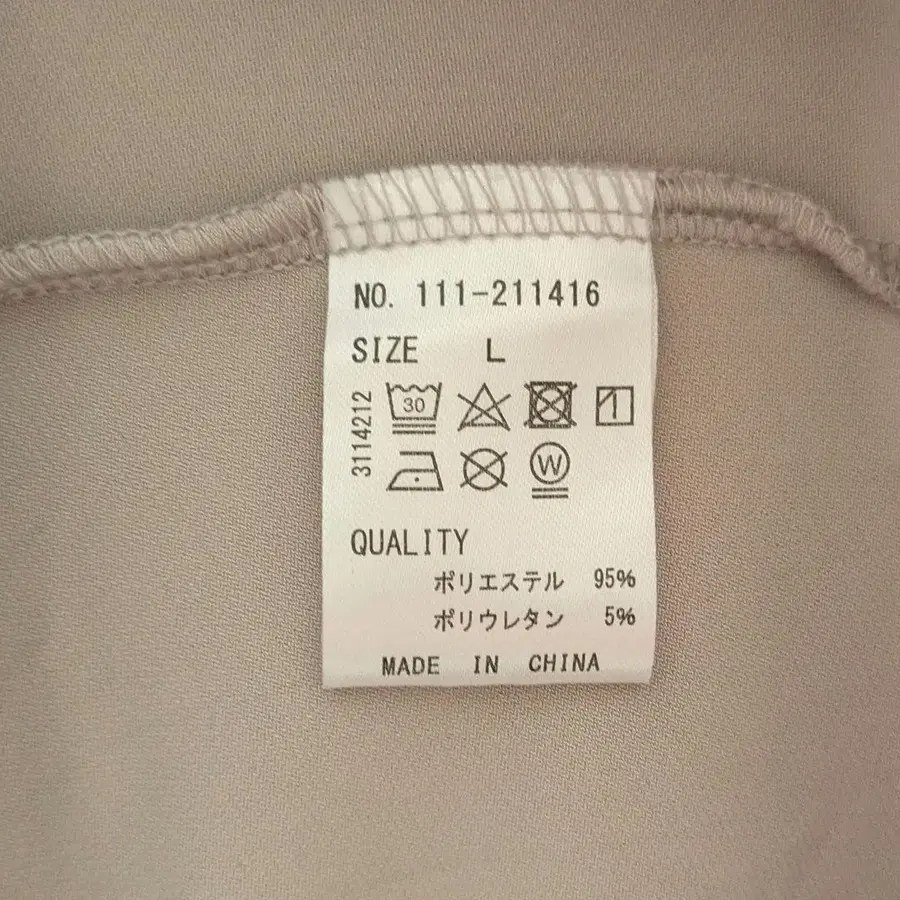 NO. 111-211416
SIZE L
3114212
30
W
QUALITY
ポリエステル 95%
ポリウレタン 5%
MADE IN CHINA